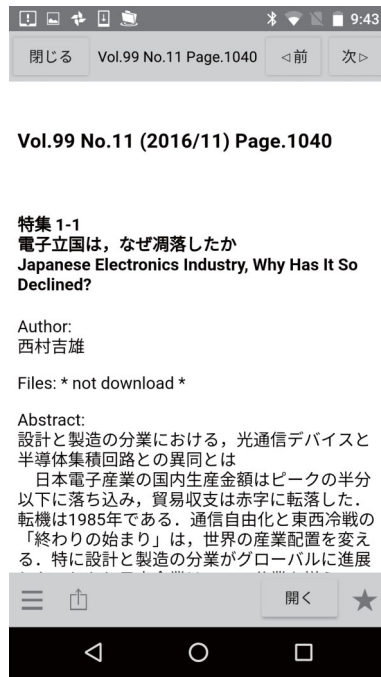 9:43
閉じる Vol.99 No.11 Page.1040 ◁前 次▷
Vol.99 No.11 (2016/11) Page.1040
特集 1-1
電子立国は，なぜ凋落したか
Japanese Electronics Industry, Why Has It So
Declined?
Author:
西村吉雄
Files: * not download *
Abstract:
設計と製造の分業における，光通信デバイスと
半導体集積回路との異同とは
　日本電子産業の国内生産金額はピークの半分
以下に落ち込み，貿易収支は赤字に転落した．
転機は1985年である．通信自由化と東西冷戦の
「終わりの始まり」は，世界の産業配置を変え
る．特に設計と製造の分業がグローバルに進展
開く